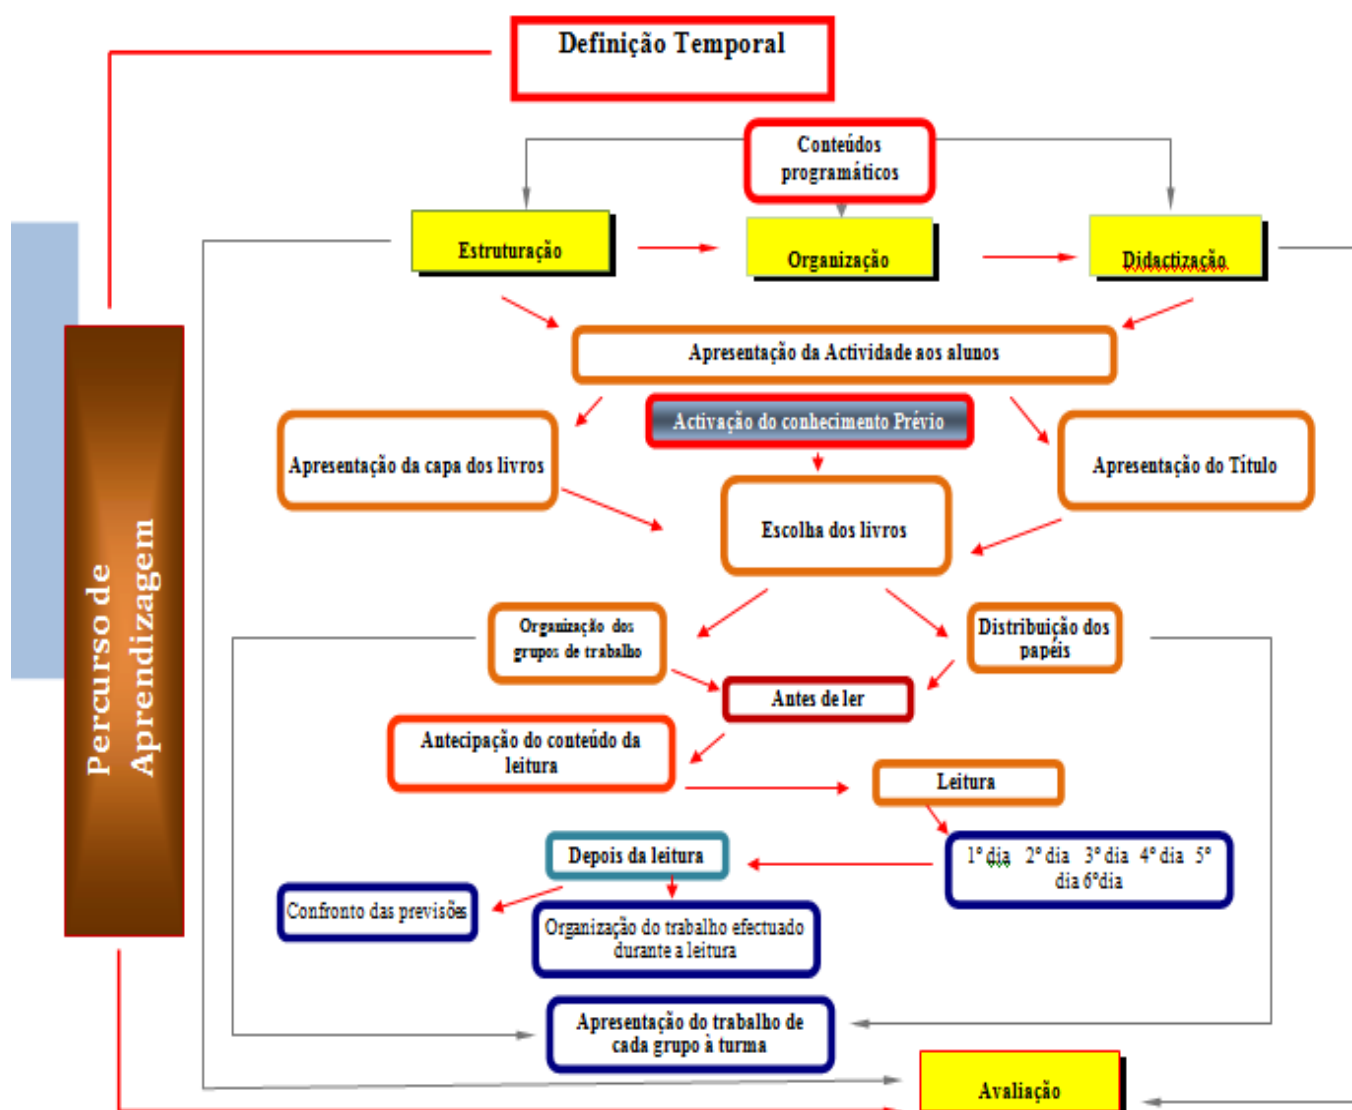 Definição Temporal
Conteúdos
programáticos
Estruturação
Organização
Didactização
Apresentação da Actividade aos alunos
Activação do conhecimento Prévio
Apresentação da capa dos livros
Apresentação do Título
Escolha dos livros
Percurso de
Aprendizagem
Organização dos
grupos de trabalho
Distribuição dos
papéis
Antes de ler
Antecipação do conteúdo da
leitura
Leitura
1º dia 2º dia 3º dia 4º dia 5º
dia 6ºdia
Depois da leitura
Confronto das previsões
Organização do trabalho efectuado
durante a leitura
Apresentação do trabalho de
cada grupo à turma
Avaliação